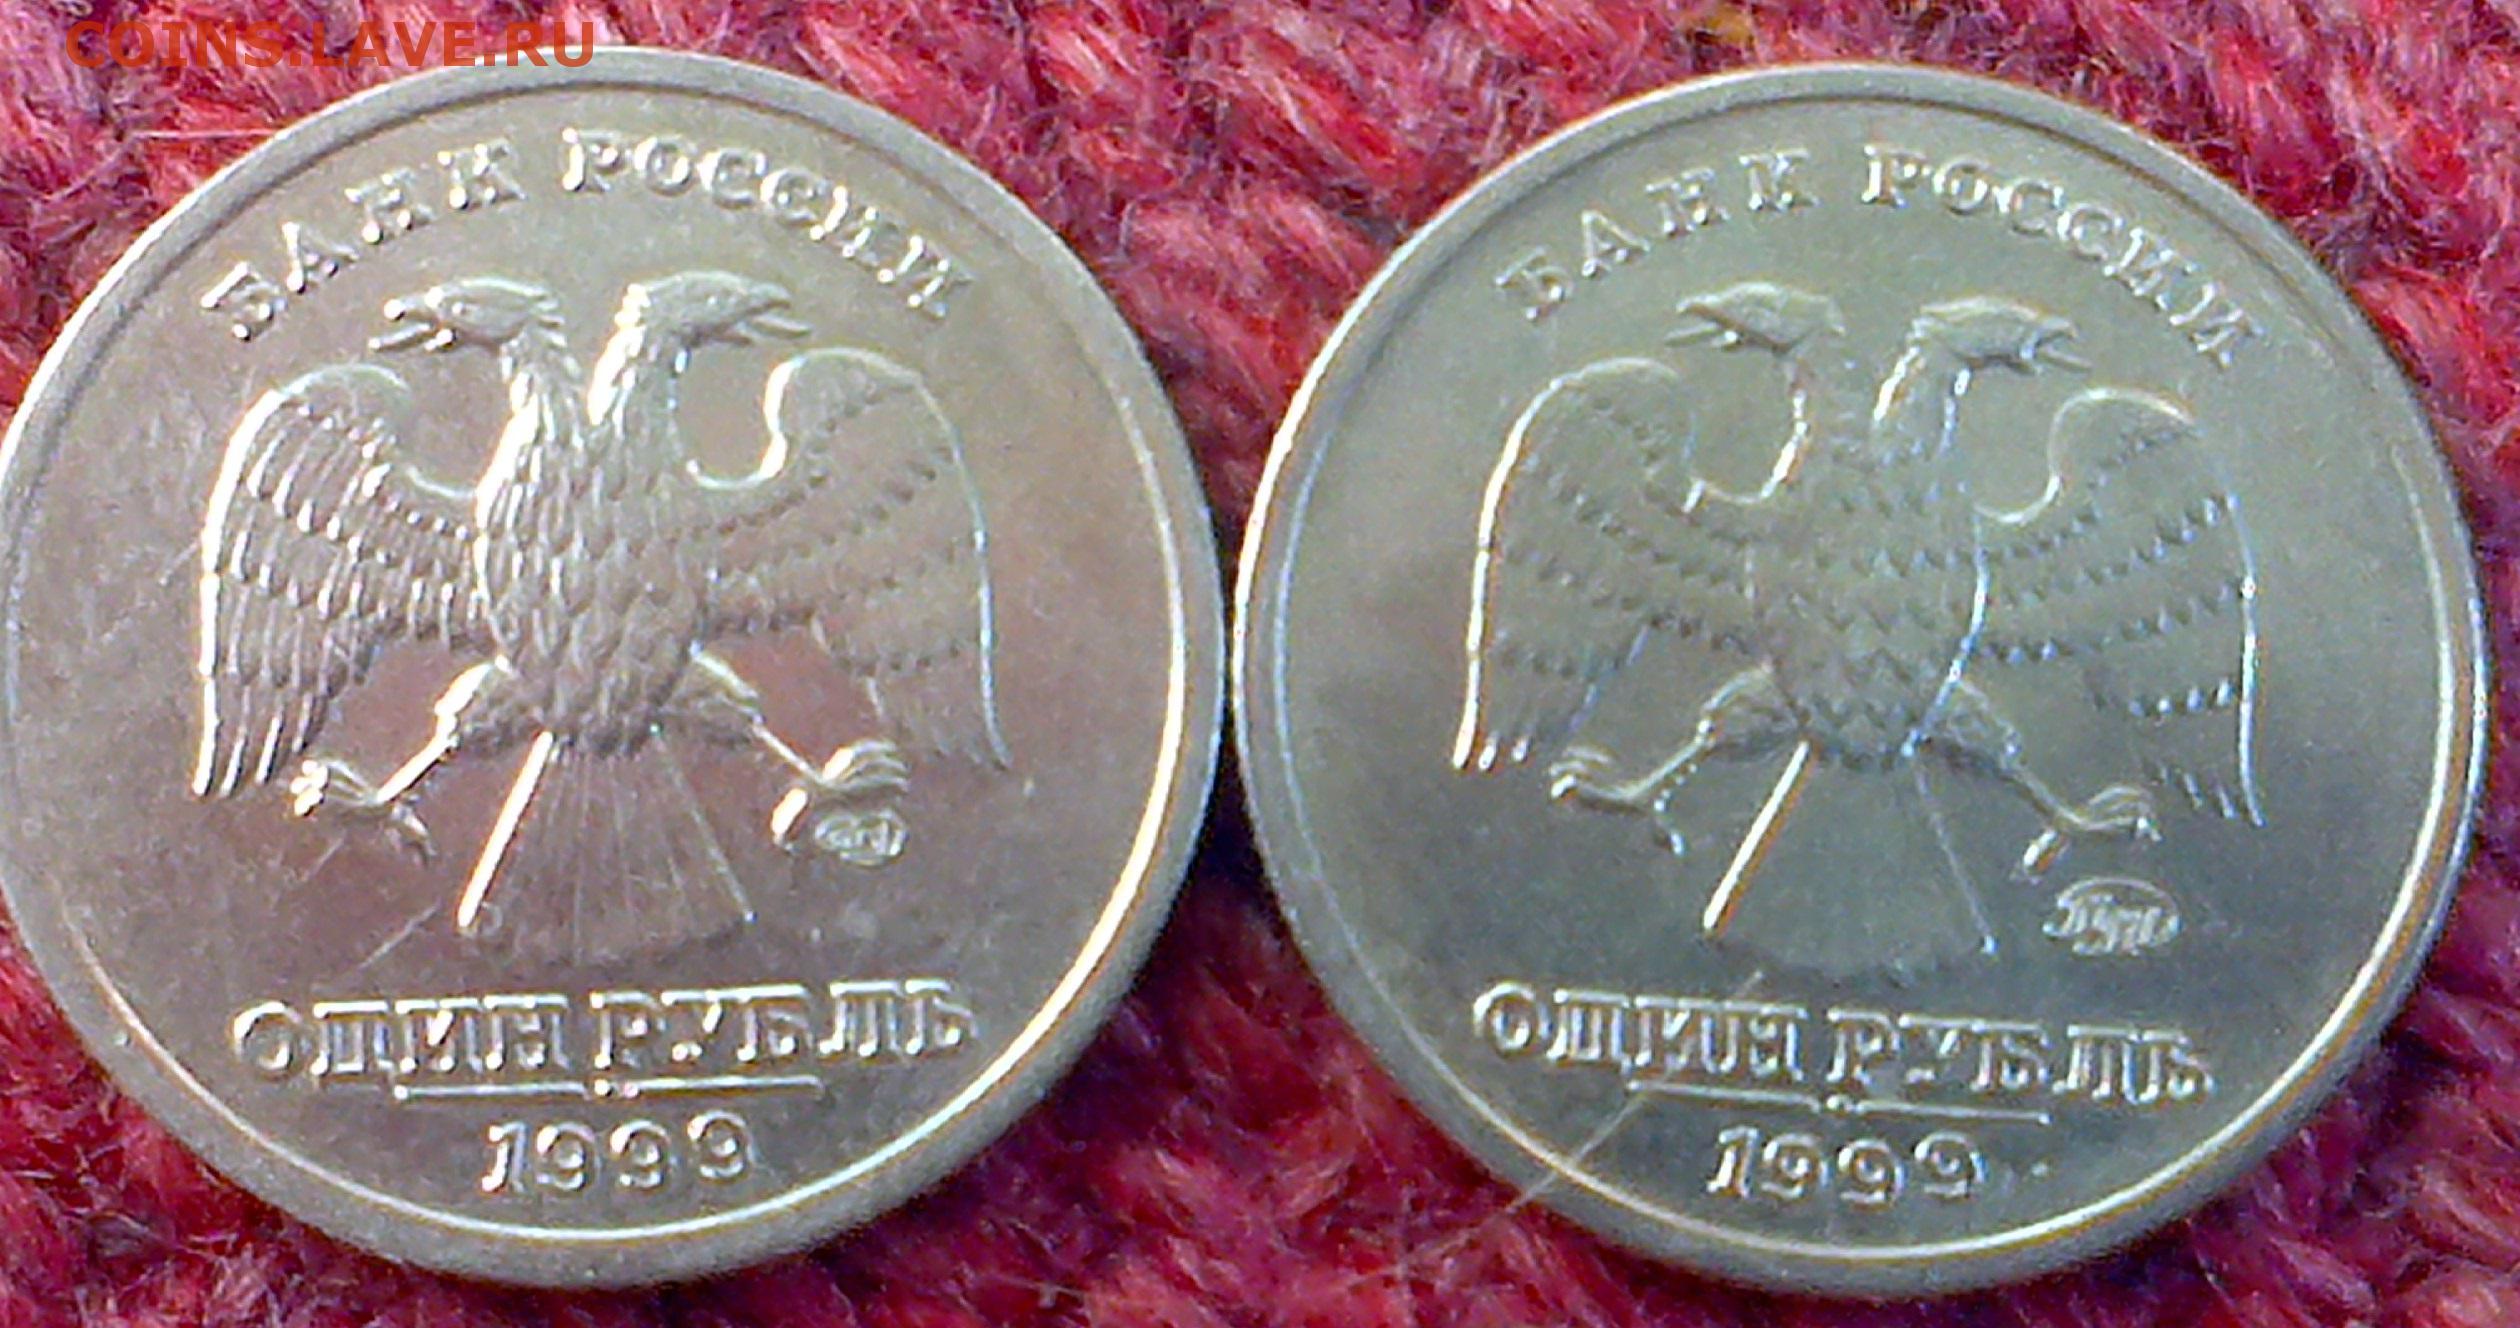 COINS.LAVE.RU
БАНК РОССИИ
ОДИН РУБЛЬ
1999
БАНК РОССИИ
ОДИН РУБЛЬ
1999